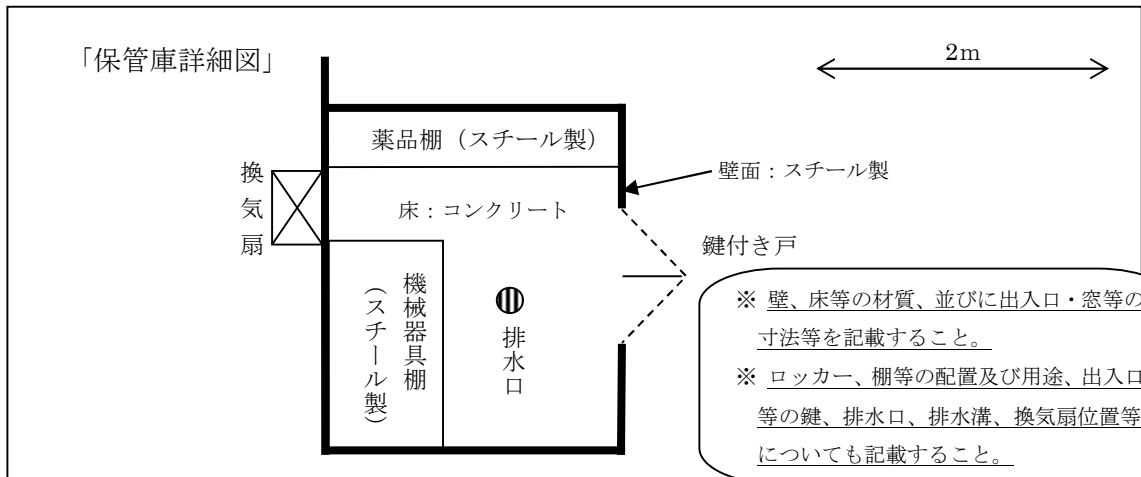 「保管庫詳細図」
2m
薬品棚（スチール製）
壁面：スチール製
換気扇
床：コンクリート
鍵付き戸
機械器具棚
（スチール製）
排水口
※ 壁、床等の材質、並びに出入口・窓等の
寸法等を記載すること。
※ ロッカー、棚等の配置及び用途、出入口
等の鍵、排水口、排水溝、換気扇位置等
についても記載すること。